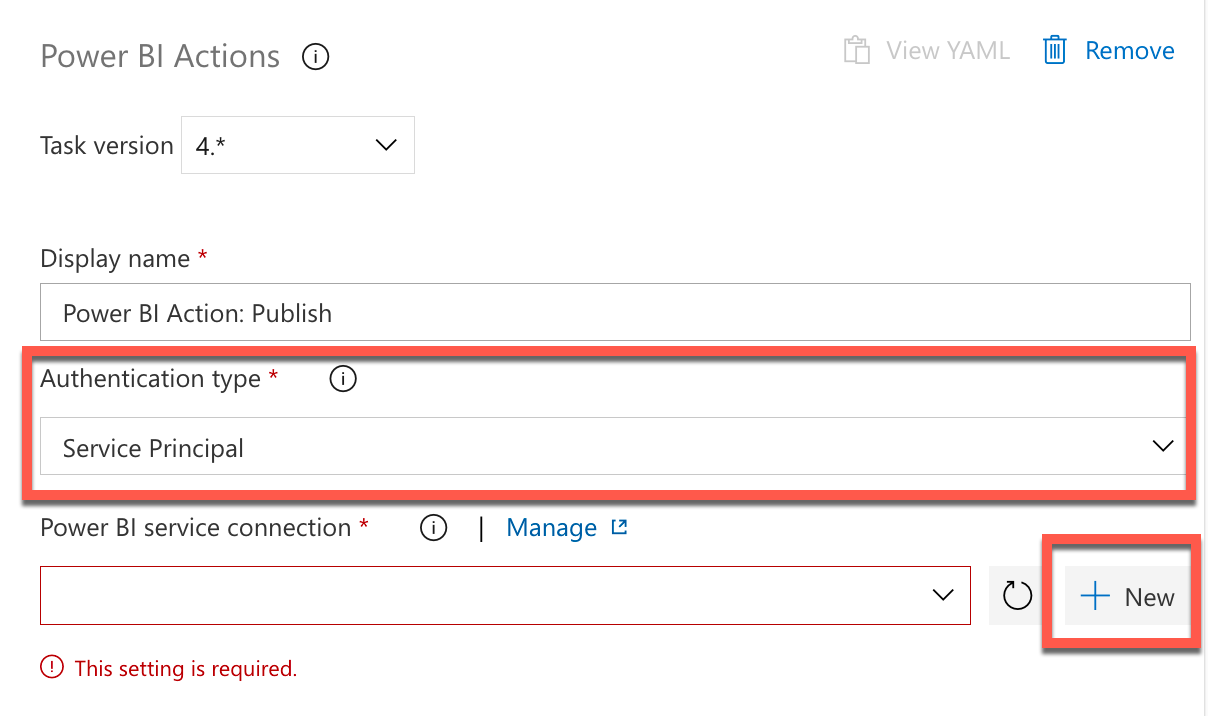 Power BI Actions
View YAML
Remove
Task version 4.*
Display name *
Power BI Action: Publish
Authentication type *
Service Principal
Power BI service connection * | Manage
New
This setting is required.